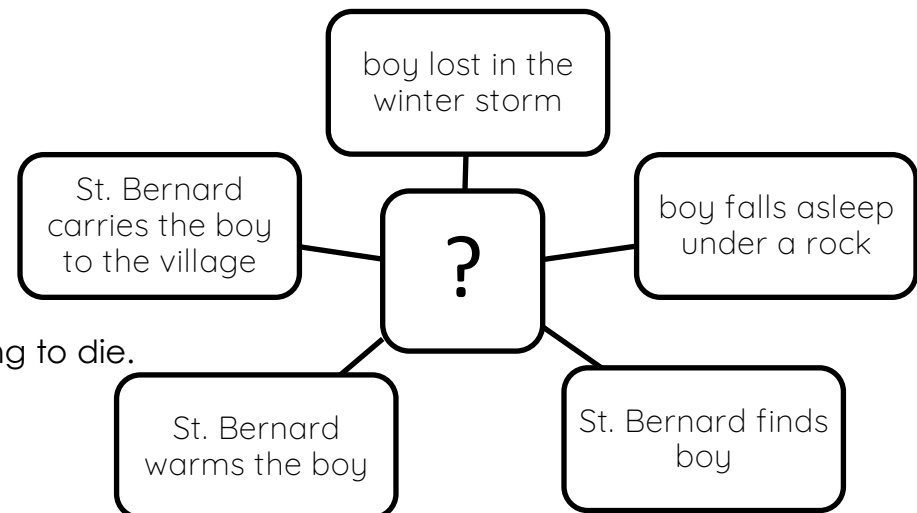 boy lost in the
winter storm
St. Bernard
carries the boy
to the village
boy falls asleep
under a rock
?
to die.
St. Bernard
warms the boy
St. Bernard finds
boy